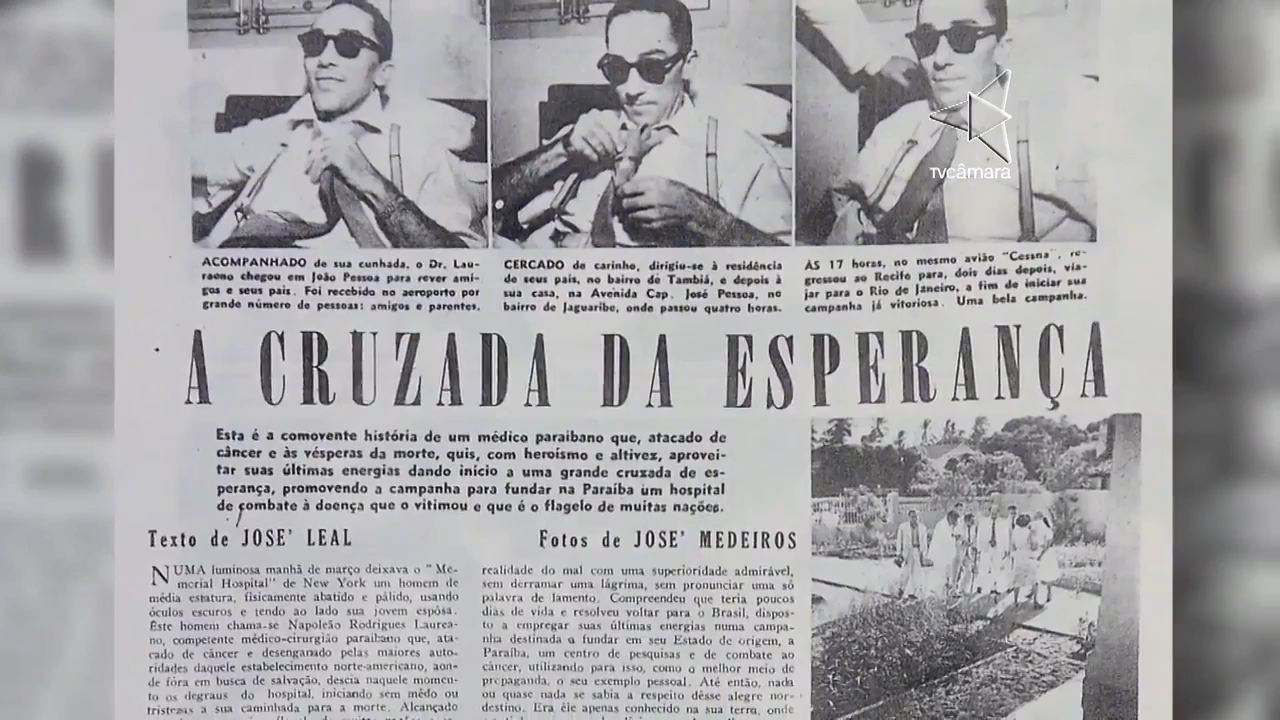 TVCâmara
ACOMPANHADO de sua cunhada, o Dr. Lau-
reano chegou em João Pessoa para rever ami-
gos e seus pais. Foi recebido no aeroporto por
grande número de pessoas: amigos e parentes.
CERCADO de carinho, dirigiu-se à residência
de seus pais, no bairro de Tambiá, e depois à
sua casa, na Avenida Cap. José Pessoa, no
bairro de Jaguaribe, onde passou quatro horas.
ÀS 17 horas, no mesmo avião "Cessna", re-
gressou ao Recife para, dois dias depois, via-
jar para o Rio de Janeiro, a fim de iniciar sua
campanha já vitoriosa. Uma bela campanha.
A CRUZADA DA ESPERANÇA
Esta é a comovente história de um médico paraibano que, atacado de
câncer e às vésperas da morte, quis, com heroísmo e altivez, aprovei-
tar suas últimas energias dando início a uma grande cruzada de es-
perança, promovendo a campanha para fundar na Paraíba um hospital
de combate à doença que o vitimou e que é o flagelo de muitas nações.
Texto de JOSE' LEAL
Fotos de JOSE' MEDEIROS
NUMA luminosa manhã de março deixava o "Me-
morial Hospital" de New York um homem de
média estatura, fisicamente abatido e pálido, usando
óculos escuros e tendo ao lado sua jovem espôsa.
Êste homem chama-se Napoleão Rodrigues Laurea-
no, competente médico-cirurgião paraibano que, ata-
cado de câncer e desenganado pelas maiores auto-
ridades daquele estabelecimento norte-americano, aon-
de fôra em busca de salvação, descia naquele momen-
to os degraus do hospital, iniciando sem mêdo ou
tristezas a sua caminhada para a morte. Alcançado
realidade do mal com uma superioridade admirável,
sem derramar uma lágrima, sem pronunciar uma só
palavra de lamento. Compreendeu que teria poucos
dias de vida e resolveu voltar para o Brasil, dispos-
to a empregar suas últimas energias numa campa-
nha destinada a fundar em seu Estado de origem, a
Paraíba, um centro de pesquisas e de combate ao
câncer, utilizando para isso, como o melhor meio de
propaganda, o seu exemplo pessoal. Até então, nada
ou quase nada se sabia a respeito dêsse alegre nor-
destino. Era êle apenas conhecido na sua terra, onde